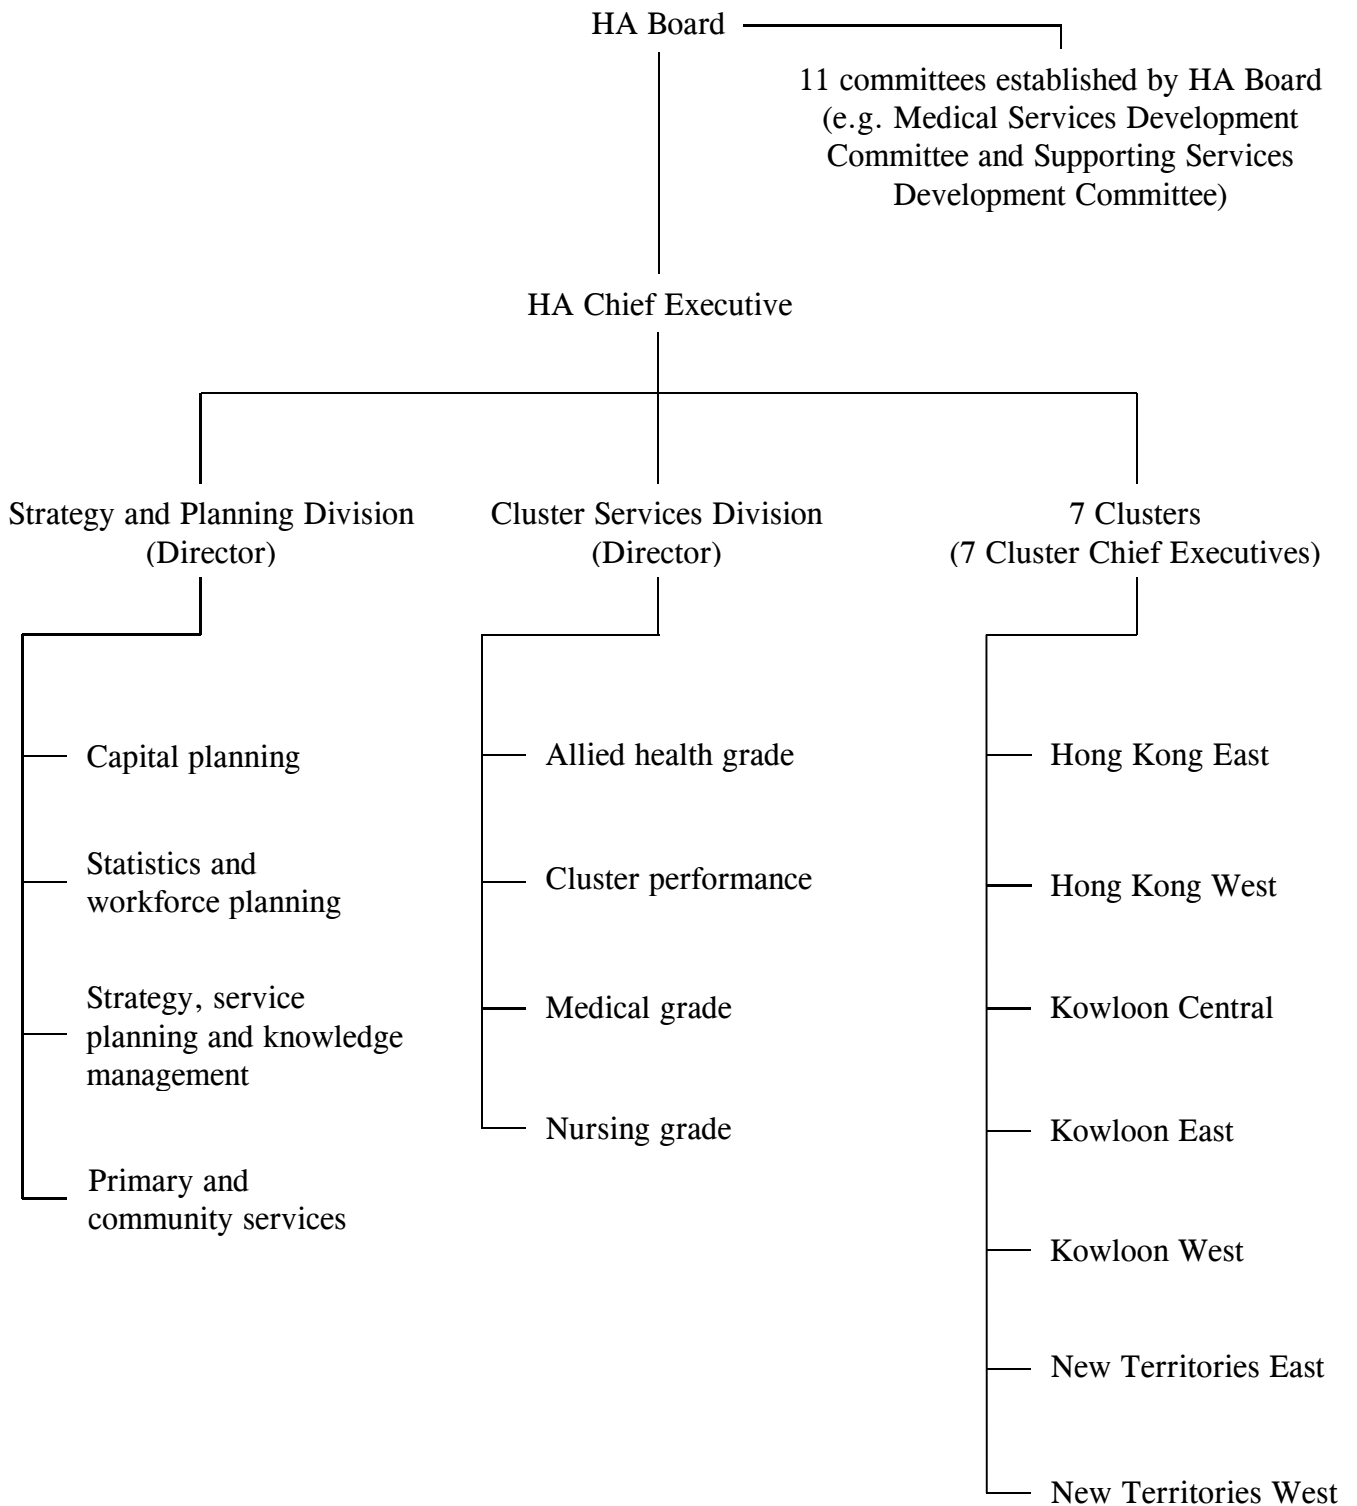 HA Board
11 committees established by HA Board
(e.g. Medical Services Development
Committee and Supporting Services
Development Committee)
HA Chief Executive
Strategy and Planning Division
(Director)
Capital planning
Statistics and
workforce planning
Strategy, service
planning and knowledge
management
Primary and
community services
Cluster Services Division
(Director)
Allied health grade
Cluster performance
Medical grade
Nursing grade
7 Clusters
(7 Cluster Chief Executives)
Hong Kong East
Hong Kong West
Kowloon Central
Kowloon East
Kowloon West
New Territories East
New Territories West